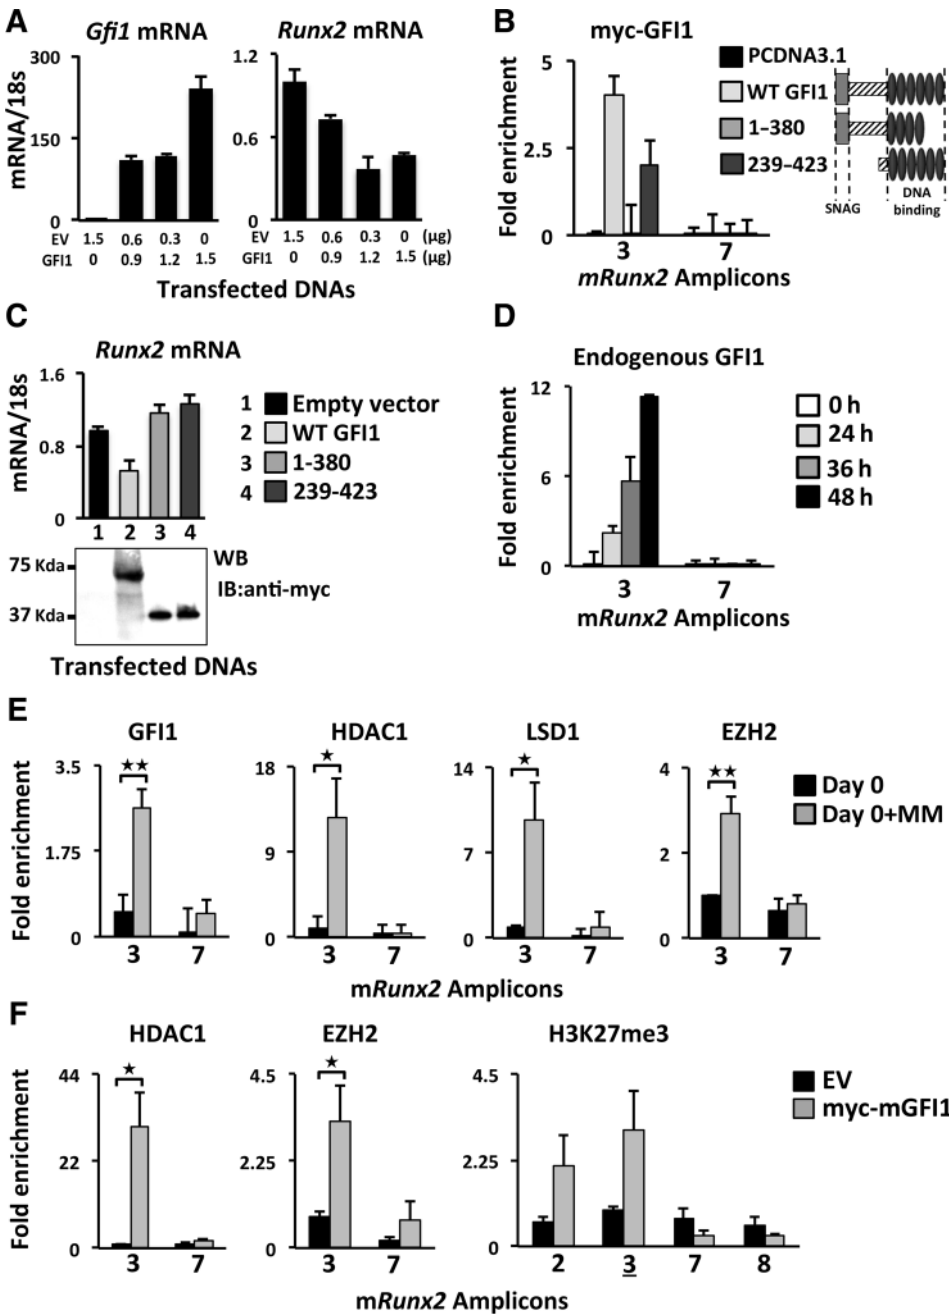 A
Gfi1 mRNA
mRNA/18s
300
150
0
EV 1.5 0.6 0.3 0
GFI1 0 0.9 1.2 1.5
Runx2 mRNA
1.2
0.6
0
EV 1.5 0.6 0.3 0 (μg)
GFI1 0 0.9 1.2 1.5 (μg)
Transfected DNAs
B
myc-GFI1
Fold enrichment
5
2.5
0
3 7
mRunx2 Amplicons
PCDNA3.1
WT GFI1
1–380
239–423
SNAG
DNA
binding
C
Runx2 mRNA
mRNA/18s
1.6
0.8
0
1 2 3 4
1 Empty vector
2 WT GFI1
3 1-380
4 239-423
75 Kda
37 Kda
WB
IB:anti-myc
Transfected DNAs
D
Endogenous GFI1
Fold enrichment
12
6
0
3 7
mRunx2 Amplicons
0 h
24 h
36 h
48 h
E
GFI1
Fold enrichment
3.5
1.75
0
★★
3 7
HDAC1
18
9
0
★
3 7
LSD1
14
7
0
★
3 7
EZH2
4
2
0
★★
3 7
Day 0
Day 0+MM
mRunx2 Amplicons
F
HDAC1
Fold enrichment
44
22
0
★
3 7
EZH2
4.5
2.25
0
★
3 7
H3K27me3
4.5
2.25
0
2 3 7 8
EV
myc-mGFI1
mRunx2 Amplicons